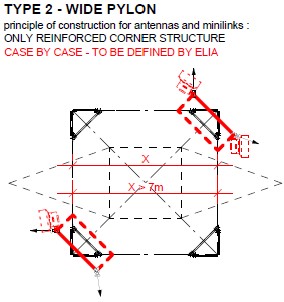 TYPE 2 - WIDE PYLON
principle of construction for antennas and minilinks :
ONLY REINFORCED CORNER STRUCTURE
CASE BY CASE - TO BE DEFINED BY ELIA
X
X > 7m